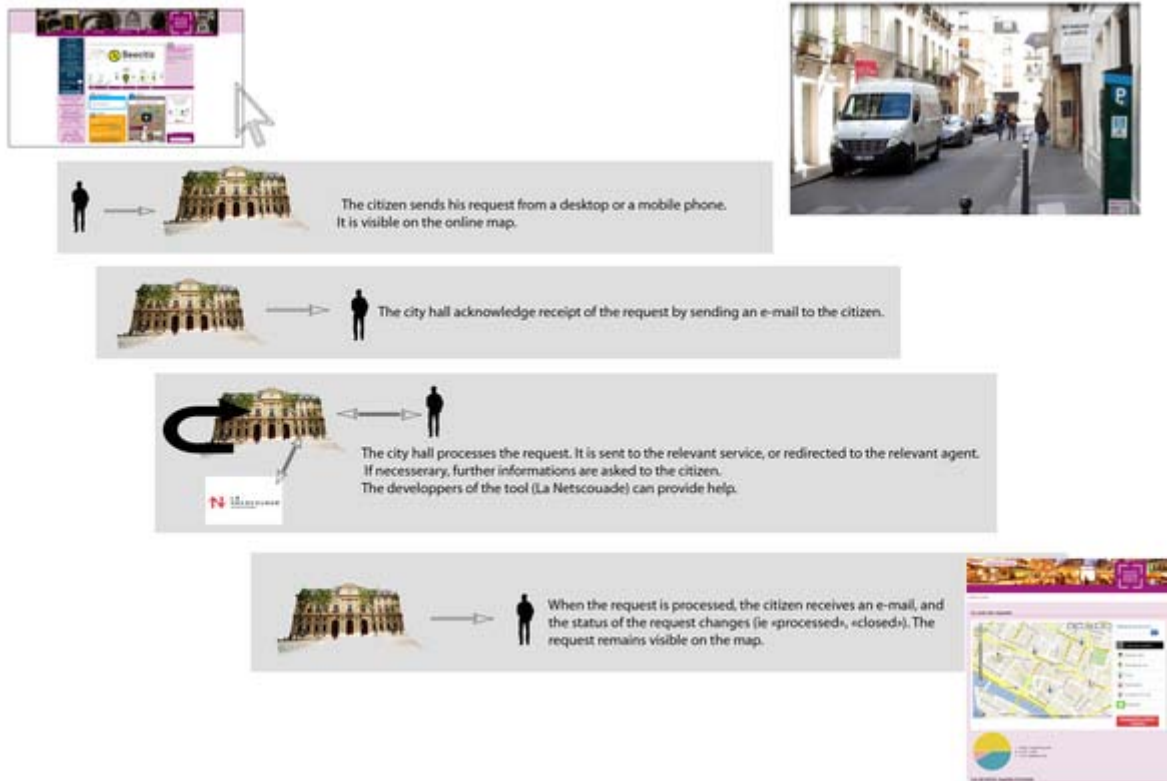 Beecitiz
The citizen sends his request from a desktop or a mobile phone.
It is visible on the online map.
The city hall acknowledge receipt of the request by sending an e-mail to the citizen.
The city hall processes the request. It is sent to the relevant service, or redirected to the relevant agent.
If necesserary, further informations are asked to the citizen.
The developpers of the tool (La Netscouade) can provide help.
LA
NETSCOUADE
When the request is processed, the citizen receives an e-mail, and
the status of the request changes (ie «processed», «closed»). The
request remains visible on the map.